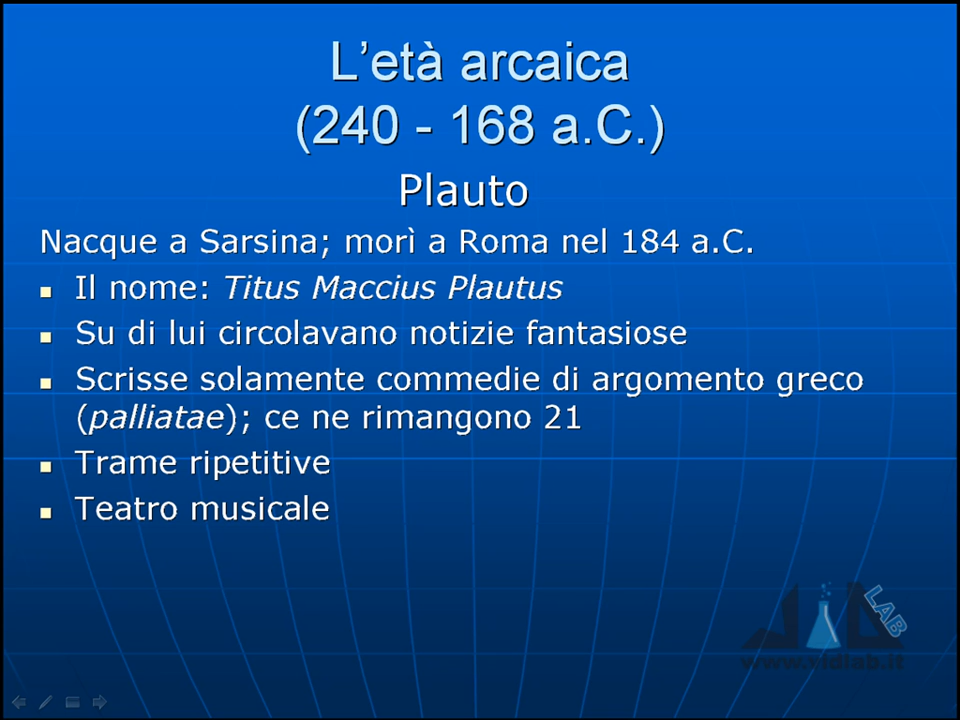 L'età arcaica
(240 - 168 a.C.)
Plauto
Nacque a Sarsina; morì a Roma nel 184 a.C.
Il nome: Titus Maccius Plautus
Su di lui circolavano notizie fantasiose
Scrisse solamente commedie di argomento greco
(palliatae); ce ne rimangono 21
Trame ripetitive
Teatro musicale
LAB
www.vidlab.it